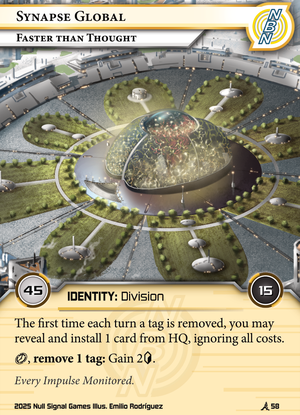 Synapse Global
Faster than Thought
NBN
45
IDENTITY: Division
15
The first time each turn a tag is removed, you may
reveal and install 1 card from HQ, ignoring all costs.
, remove 1 tag: Gain 2.
Every Impulse Monitored.
2025 Null Signal Games Illus. Emilio Rodríguez
58